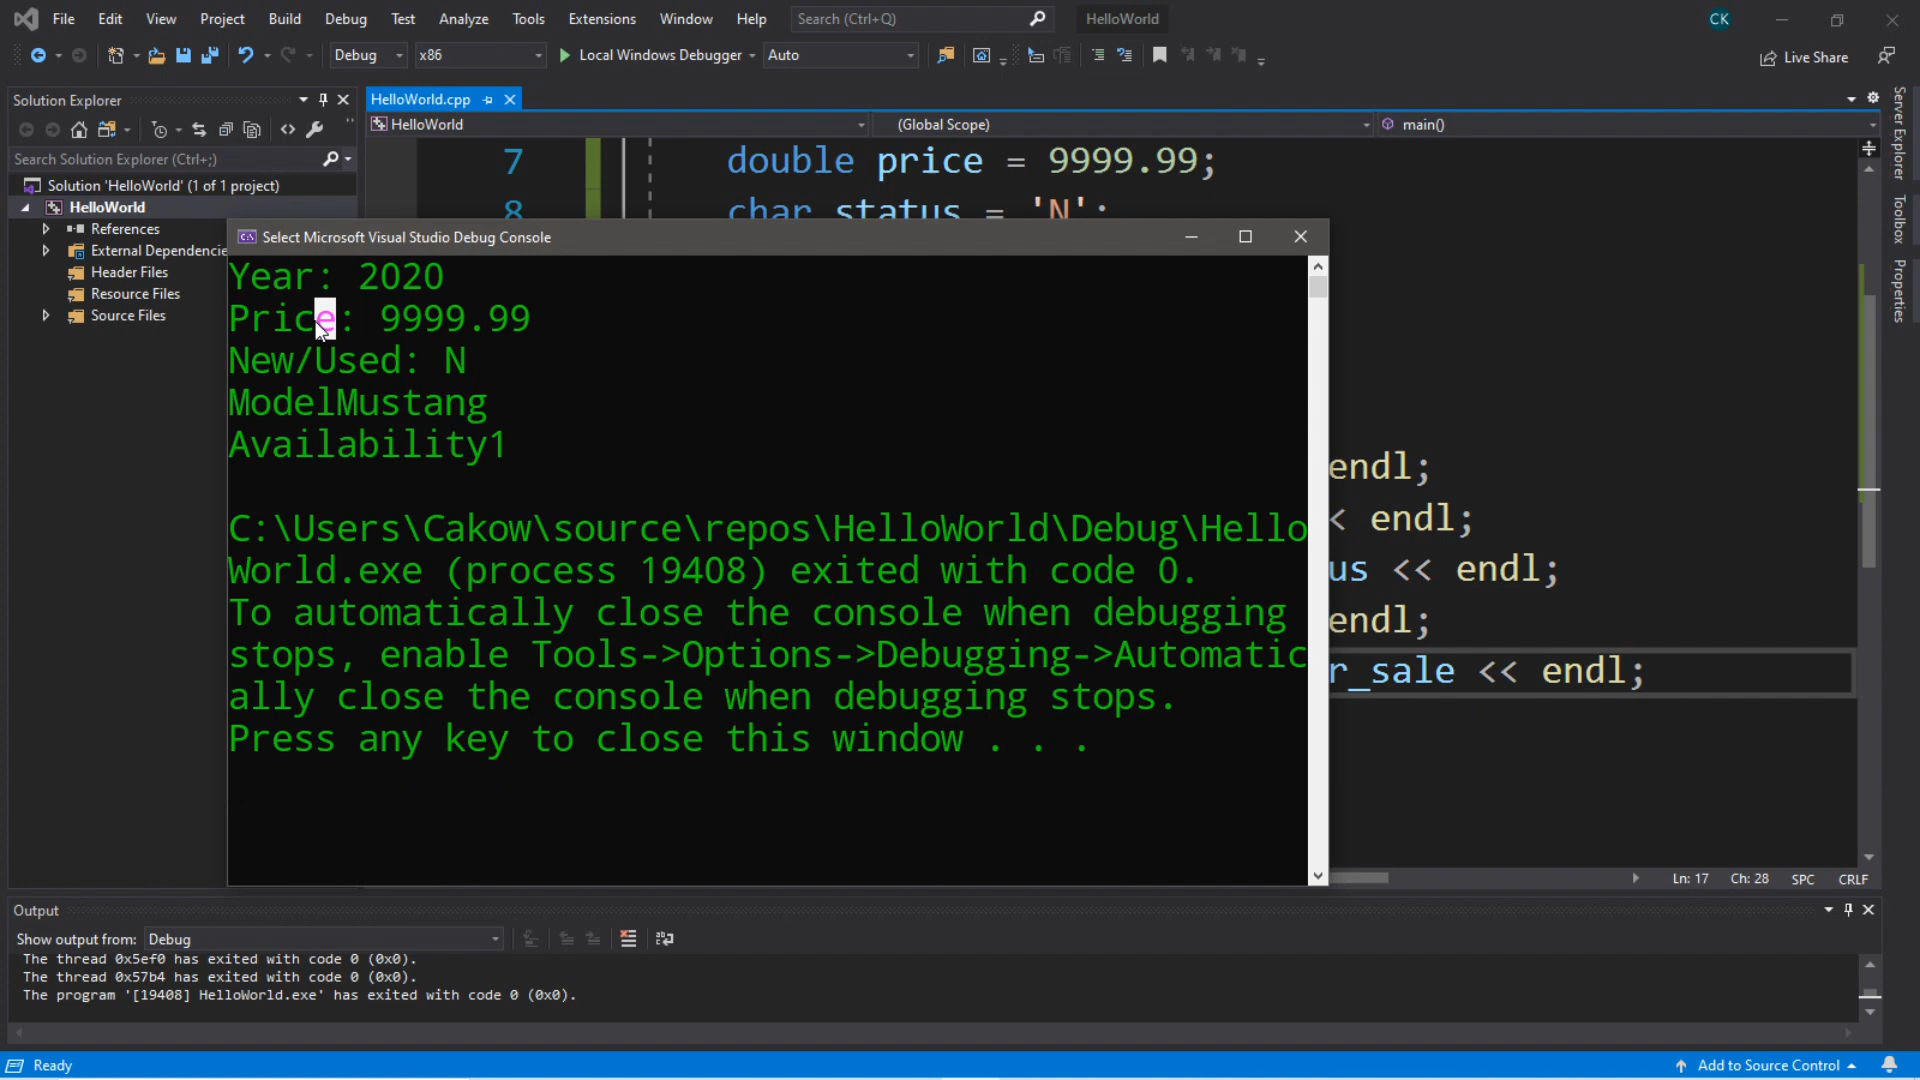 File Edit View Project Build Debug Test Analyze Tools Extensions Window Help Search (Ctrl+Q) HelloWorld CK
Debug x86 Local Windows Debugger Auto Live Share
Solution Explorer
HelloWorld.cpp
HelloWorld (Global Scope) main()
Search Solution Explorer (Ctrl+;)
Solution 'HelloWorld' (1 of 1 project)
HelloWorld
References
External Dependencie
Header Files
Resource Files
Source Files
7 double price = 9999.99;
8 char status = 'N';
endl;
< endl;
us << endl;
endl;
r_sale << endl;
Select Microsoft Visual Studio Debug Console
Year: 2020
Price: 9999.99
New/Used: N
ModelMustang
Availability1
C:\Users\Cakow\source\repos\HelloWorld\Debug\Hello
World.exe (process 19408) exited with code 0.
To automatically close the console when debugging
stops, enable Tools->Options->Debugging->Automatic
ally close the console when debugging stops.
Press any key to close this window . . .
Server Explorer
Toolbox
Properties
Ln: 17 Ch: 28 SPC CRLF
Output
Show output from: Debug
The thread 0x5ef0 has exited with code 0 (0x0).
The thread 0x57b4 has exited with code 0 (0x0).
The program '[19408] HelloWorld.exe' has exited with code 0 (0x0).
Ready Add to Source Control